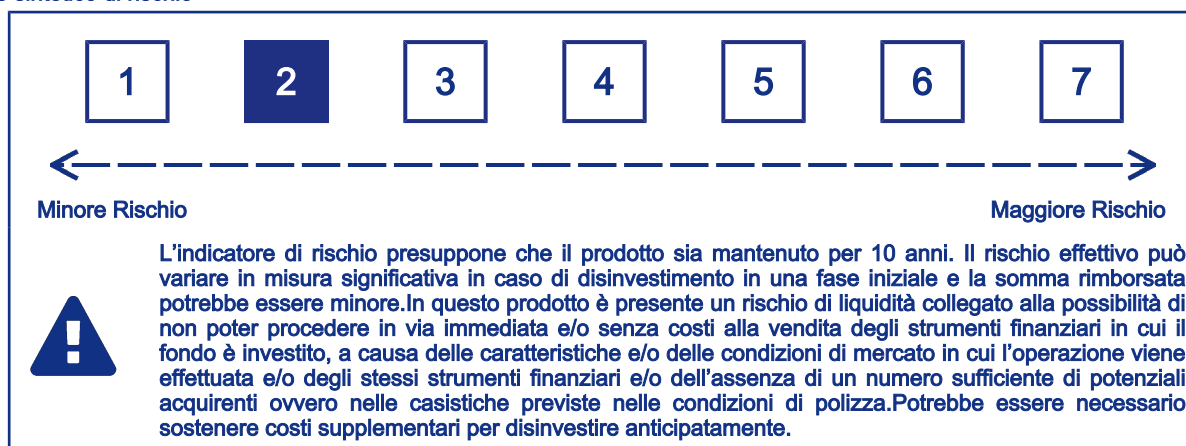 1 2 3 4 5 6 7
Minore Rischio Maggiore Rischio
L'indicatore di rischio presuppone che il prodotto sia mantenuto per 10 anni. Il rischio effettivo può
variare in misura significativa in caso di disinvestimento in una fase iniziale e la somma rimborsata
potrebbe essere minore.In questo prodotto è presente un rischio di liquidità collegato alla possibilità di
non poter procedere in via immediata e/o senza costi alla vendita degli strumenti finanziari in cui il
fondo è investito, a causa delle caratteristiche e/o delle condizioni di mercato in cui l'operazione viene
effettuata e/o degli stessi strumenti finanziari e/o dell'assenza di un numero sufficiente di potenziali
acquirenti ovvero nelle casistiche previste nelle condizioni di polizza.Potrebbe essere necessario
sostenere costi supplementari per disinvestire anticipatamente.